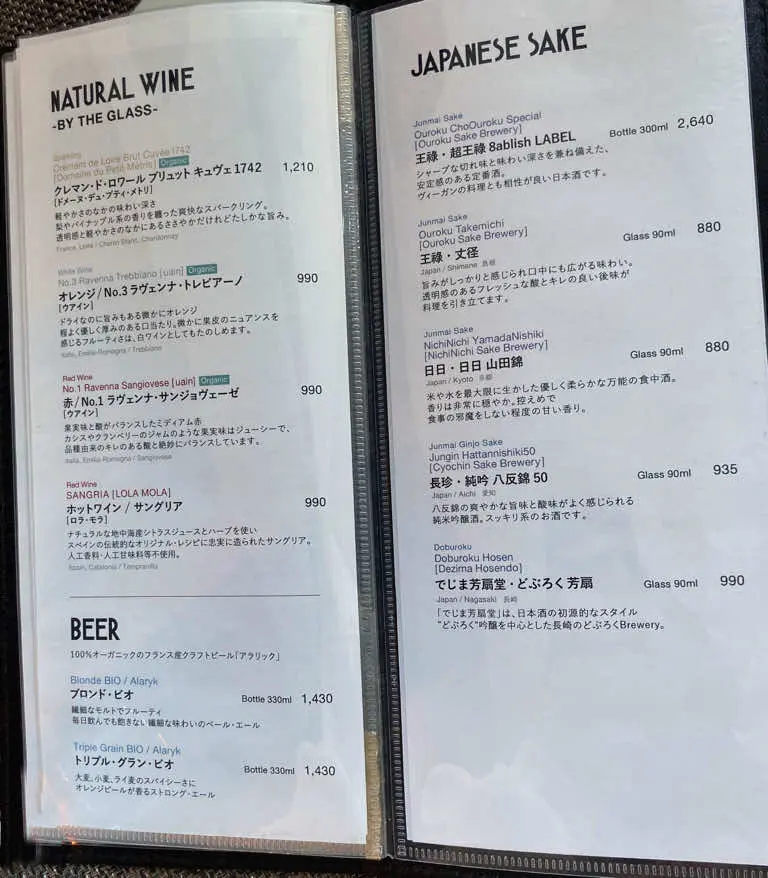 NATURAL WINE
-BY THE GLASS-
Sparkling
Crémant de Loire Brut Cuvée 1742
[Domaine du Petit Métris] Organic
クレマン・ド・ロワール ブリュット キュヴェ 1742 1,210
[ドメーヌ・デュ・プティ・メトリ]
軽やかさのなかの味わい深さ
梨やパイナップル系の香りを纏った爽快なスパークリング。
透明感と軽やかさのなかにあるささやかだけれどたしかな旨み。
France, Loire / Chenin Blanc, Chardonnay
White Wine
No.3 Ravenna Trebbiano [uain] Organic
オレンジ/No.3 ラヴェンナ・トレビアーノ 990
[ウアイン]
ドライなのに旨みもある微かにオレンジ
程よく優しく厚みのある口当たり。微かに果皮のニュアンスを
感じるフルーティさは、白ワインとしてもたのしめます。
Italia, Emilia-Romagna / Trebbiano
Red Wine
No.1 Ravenna Sangiovese [uain] Organic
赤/No.1 ラヴェンナ・サンジョヴェーゼ 990
[ウアイン]
果実味と酸がバランスしたミディアム赤
カシスやクランベリーのジャムのような果実味はジューシーで、
品種由来のキレのある酸と絶妙にバランスしています。
Italia, Emilia-Romagna / Sangiovese
Red Wine
SANGRIA [LOLA MOLA]
ホットワイン / サングリア 990
[ロラ・モラ]
ナチュラルな地中海産シトラスジュースとハーブを使い
スペインの伝統的なオリジナル・レシピに忠実に造られたサングリア。
人工香料・人工甘味料等不使用。
Spain, Catalonia / Tempranillo
BEER
100%オーガニックのフランス産クラフトビール「アラリック」
Blonde BIO / Alaryk
ブロンド・ビオ Bottle 330ml 1,430
繊細なモルトでフルーティ
毎日飲んでも飽きない繊細な味わいのペール・エール
Triple Grain BIO / Alaryk
トリプル・グラン・ビオ Bottle 330ml 1,430
大麦、小麦、ライ麦のスパイシーさに
オレンジピールが香るストロング・エール
JAPANESE SAKE
Junmai Sake
Ouroku ChoOuroku Special
[Ouroku Sake Brewery]
王祿・超王祿 8ablish LABEL Bottle 300ml 2,640
シャープな切れ味と味わい深さを兼ね備えた、
安定感のある定番酒。
ヴィーガンの料理とも相性が良い日本酒です。
Junmai Sake
Ouroku Takemichi
[Ouroku Sake Brewery]
王祿・丈径 Glass 90ml 880
Japan / Shimane 島根
旨みがしっかりと感じられ口中にも広がる味わい。
透明感のあるフレッシュな酸とキレの良い後味が
料理を引き立てます。
Junmai Sake
NichiNichi YamadaNishiki
[NichiNichi Sake Brewery]
日日・日日 山田錦 Glass 90ml 880
Japan / Kyoto 京都
米や水を最大限に生かした優しく柔らかな万能の食中酒。
香りは非常に穏やか。控えめで
食事の邪魔をしない程度の甘い香り。
Junmai Ginjo Sake
Jungin Hattannishiki50
[Cyochin Sake Brewery]
長珍・純吟 八反錦 50 Glass 90ml 935
Japan / Aichi 愛知
八反錦の爽やかな旨味と酸味がよく感じられる
純米吟醸酒。スッキリ系のお酒です。
Doburoku
Doburoku Hosen
[Dezima Hosendo]
でじま芳扇堂・どぶろく 芳扇 Glass 90ml 990
Japan / Nagasaki 長崎
「でじま芳扇堂」は、日本酒の初源的なスタイル
"どぶろく"吟醸を中心とした長崎のどぶろくBrewery。